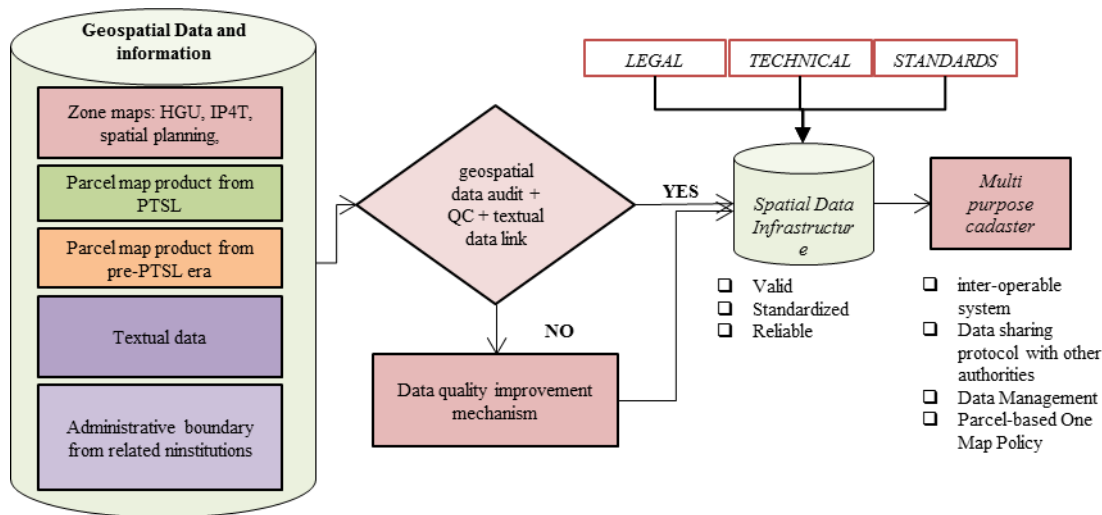 Geospatial Data and
information
Zone maps: HGU, IP4T,
spatial planning,
Parcel map product from
PTSL
Parcel map product from
pre-PTSL era
Textual data
Administrative boundary
from related ninstitutions
geospatial
data audit +
QC + textual
data link
YES
NO
Data quality improvement
mechanism
LEGAL
TECHNICAL
STANDARDS
Spatial Data
Infrastructur
e
❑ Valid
❑ Standardized
❑ Reliable
Multi
purpose
cadaster
❑ inter-operable
system
❑ Data sharing
protocol with other
authorities
❑ Data Management
❑ Parcel-based One
Map Policy